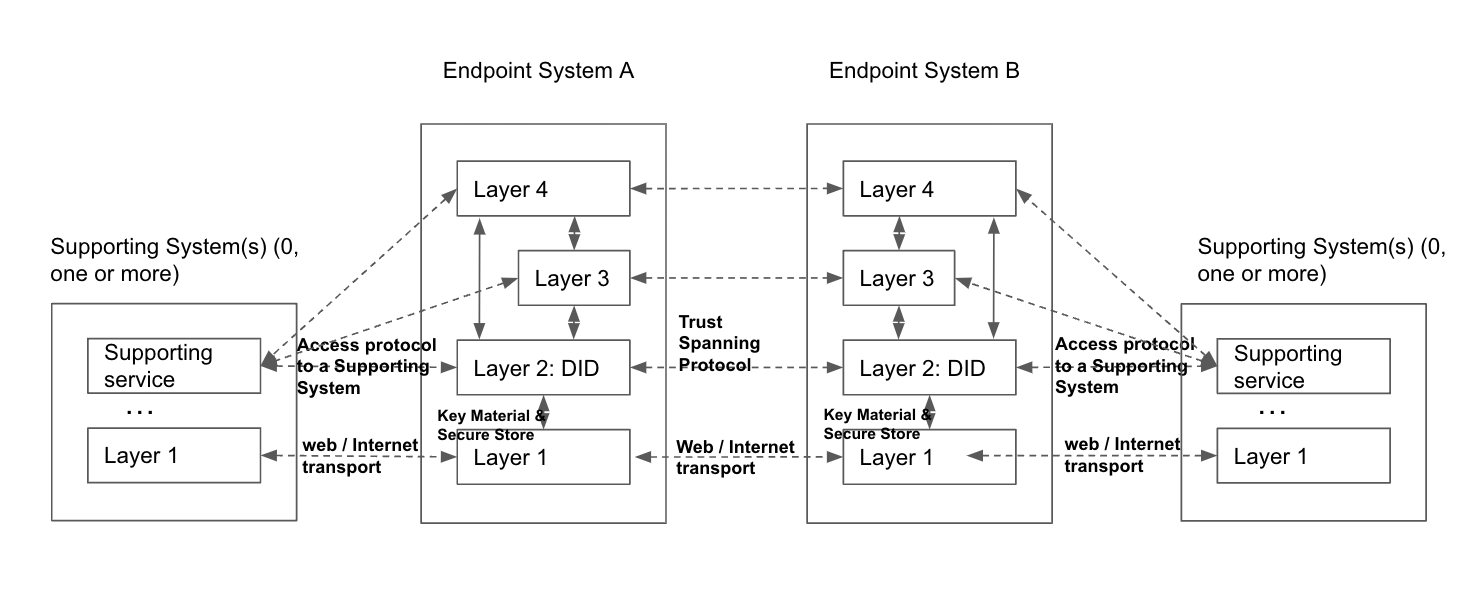 Endpoint System A
Endpoint System B
Layer 4
Layer 4
Supporting System(s) (0,
one or more)
Supporting System(s) (0,
one or more)
Layer 3
Layer 3
Trust
Spanning
Protocol
Supporting
service
Access protocol
to a Supporting
System
Layer 2: DID
Layer 2: DID
Access protocol
to a Supporting
System
Supporting
service
...
Key Material &
Secure Store
Key Material &
Secure Store
...
Layer 1
web / Internet
transport
Layer 1
Web / Internet
transport
Layer 1
web / Internet
transport
Layer 1